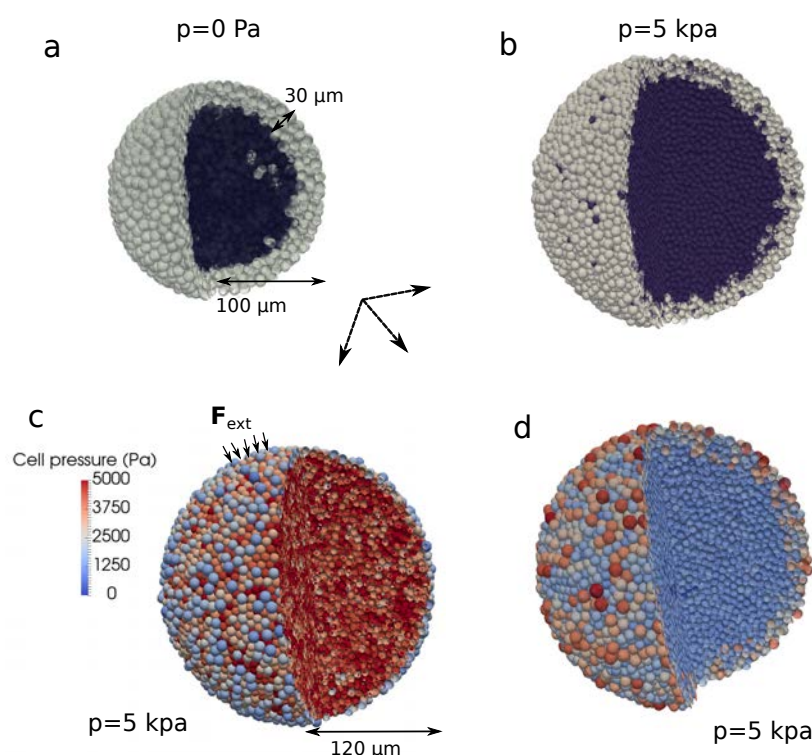 a
p=0 Pa
30 µm
100 µm
b
p=5 kpa
c
F_ext
Cell pressure (Pa)
5000
3750
2500
1250
0
p=5 kpa
120 µm
d
p=5 kpa